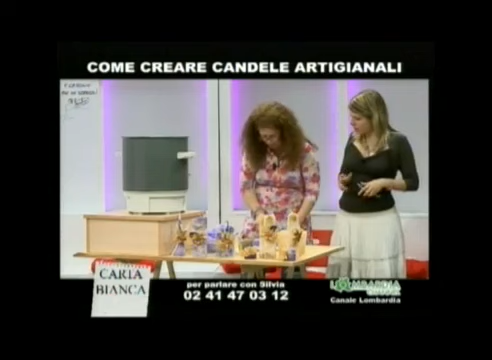 COME CREARE CANDELE ARTIGIANALI
CARTA
BIANCA
per parlare con Silvia
02 41 47 03 12
LOMBARDIA
Canale Lombardia